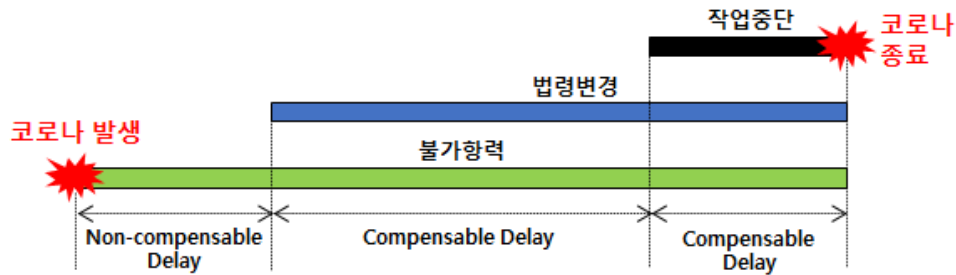 작업중단
코로나
종료
법령변경
코로나 발생
불가항력
Non-compensable
Delay
Compensable Delay
Compensable
Delay